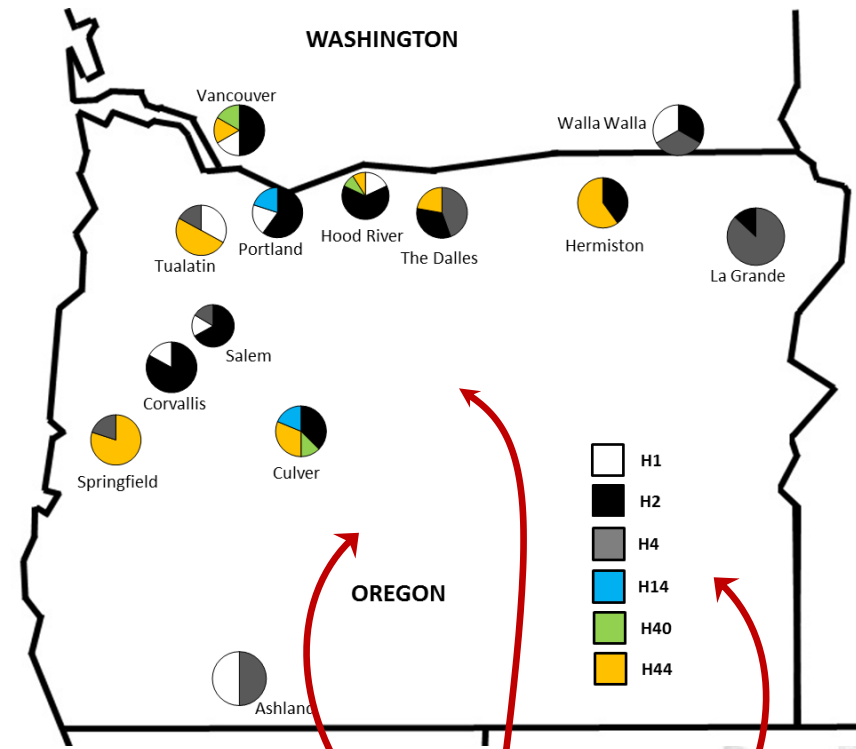 WASHINGTON
Vancouver
Walla Walla
Portland
Hood River
Hermiston
Tualatin
The Dalles
La Grande
Salem
Corvallis
Springfield
Culver
H1
H2
H4
H14
H40
H44
OREGON
Ashland